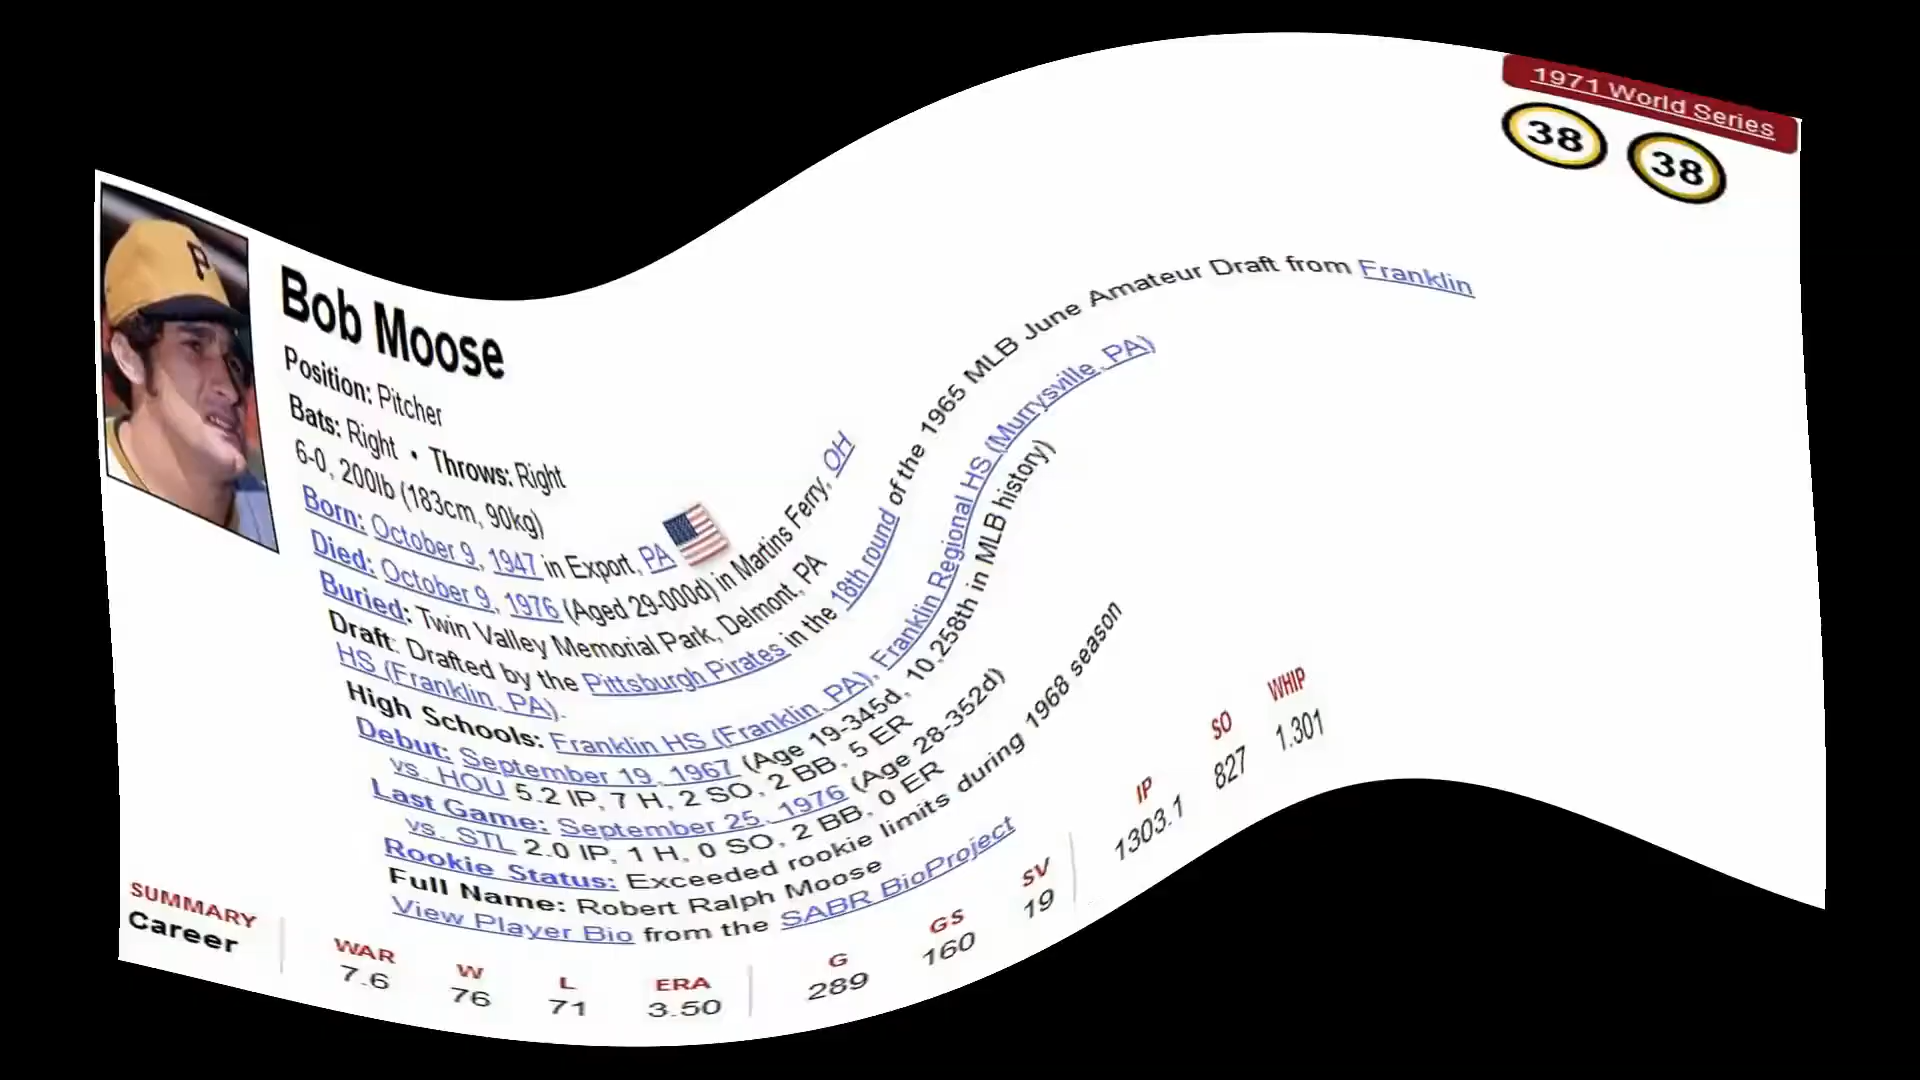 1971 World Series
38 38
Bob Moose
Position: Pitcher
Bats: Right • Throws: Right
6-0, 200lb (183cm, 90kg)
Born: October 9, 1947 in Export, PA
Died: October 9, 1976 (Aged 29-000d) in Martins Ferry, OH
Buried: Twin Valley Memorial Park, Delmont, PA
Draft: Drafted by the Pittsburgh Pirates in the 18th round of the 1965 MLB June Amateur Draft from Franklin
HS (Franklin, PA).
High Schools: Franklin HS (Franklin, PA), Franklin Regional HS (Murrysville, PA)
Debut: September 19, 1967 (Age 19-345d, 10,258th in MLB history)
vs. HOU 5.2 IP, 7 H, 2 SO, 2 BB, 5 ER
Last Game: September 25, 1976 (Age 28-352d)
vs. STL 2.0 IP, 1 H, 0 SO, 2 BB, 0 ER
Rookie Status: Exceeded rookie limits during 1968 season
Full Name: Robert Ralph Moose
View Player Bio from the SABR BioProject
SUMMARY WAR W L ERA G GS SV IP SO WHIP
Career 7.6 76 71 3.50 289 160 19 1303.1 827 1.301
P